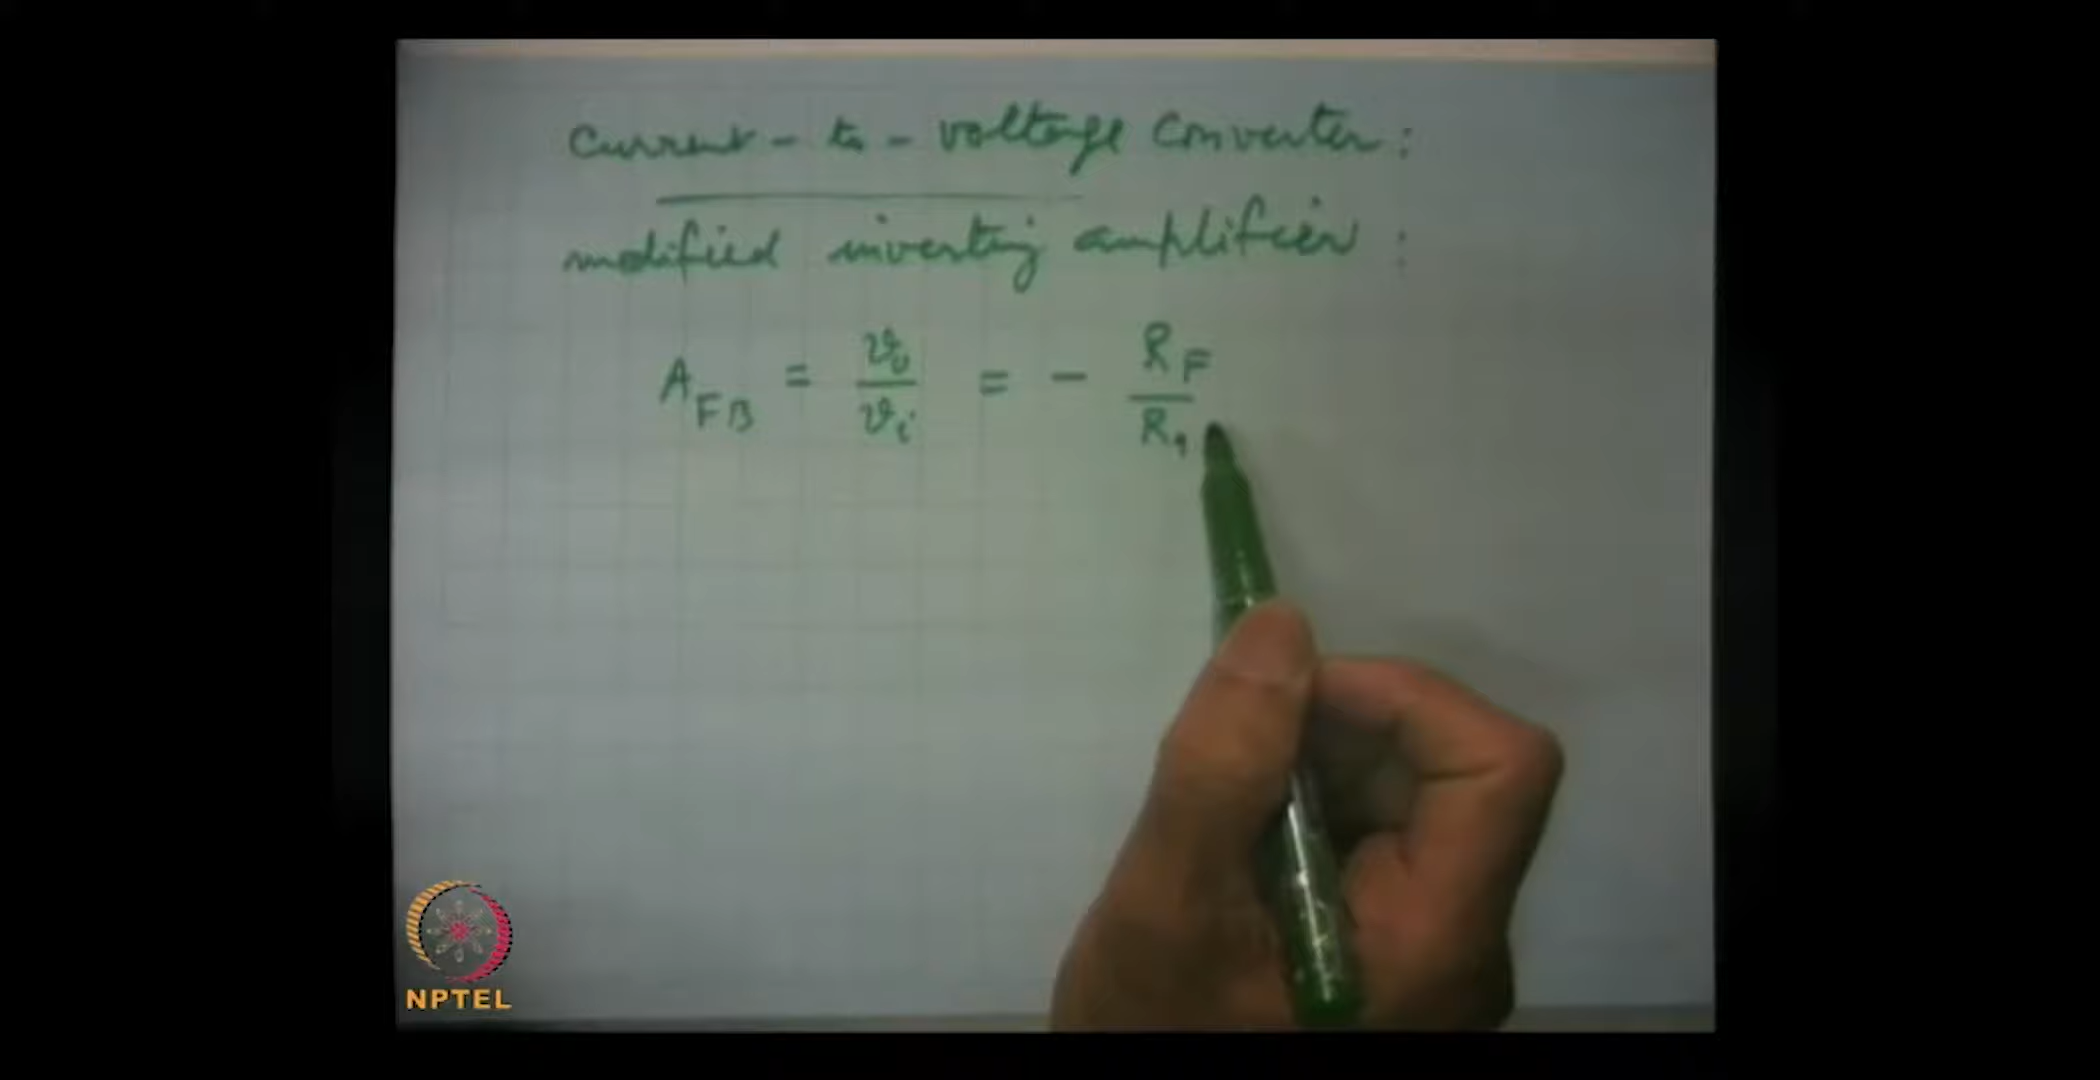 Current - to - voltage converter :
modified inverting amplifier :
A_FB = v_o / v_i = - R_F / R_1
NPTEL